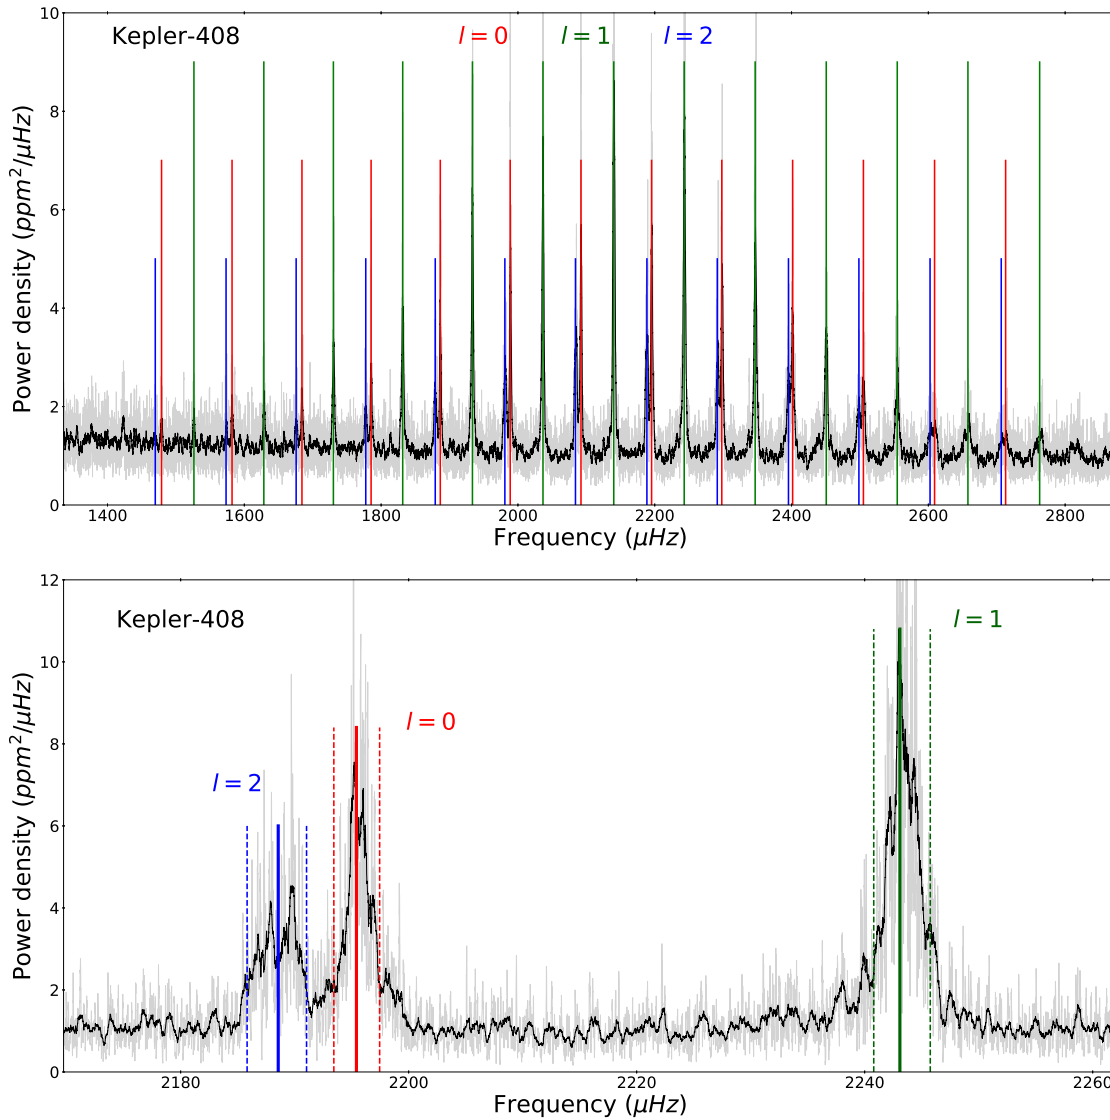 10
Kepler-408 l = 0 l = 1 l = 2
8
6
4
2
0
Power density (ppm²/μHz)
1400 1600 1800 2000 2200 2400 2600 2800
Frequency (μHz)
12
Kepler-408 l = 1
10
l = 0
8
l = 2
6
4
2
0
Power density (ppm²/μHz)
2180 2200 2220 2240 2260
Frequency (μHz)